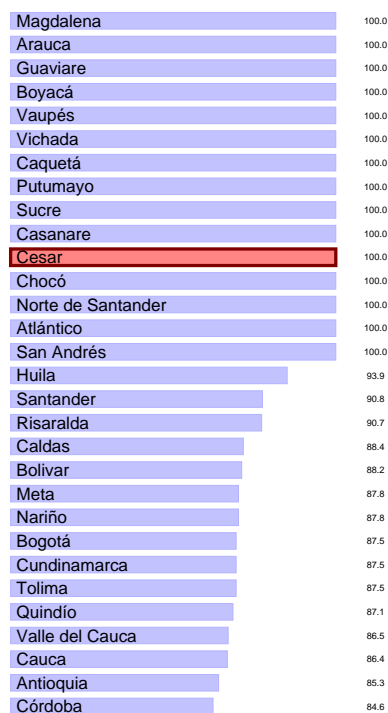 Magdalena 100.0
Arauca 100.0
Guaviare 100.0
Boyacá 100.0
Vaupés 100.0
Vichada 100.0
Caquetá 100.0
Putumayo 100.0
Sucre 100.0
Casanare 100.0
Cesar 100.0
Chocó 100.0
Norte de Santander 100.0
Atlántico 100.0
San Andrés 100.0
Huila 93.9
Santander 90.8
Risaralda 90.7
Caldas 88.4
Bolivar 88.2
Meta 87.8
Nariño 87.8
Bogotá 87.5
Cundinamarca 87.5
Tolima 87.5
Quindío 87.1
Valle del Cauca 86.5
Cauca 86.4
Antioquia 85.3
Córdoba 84.6